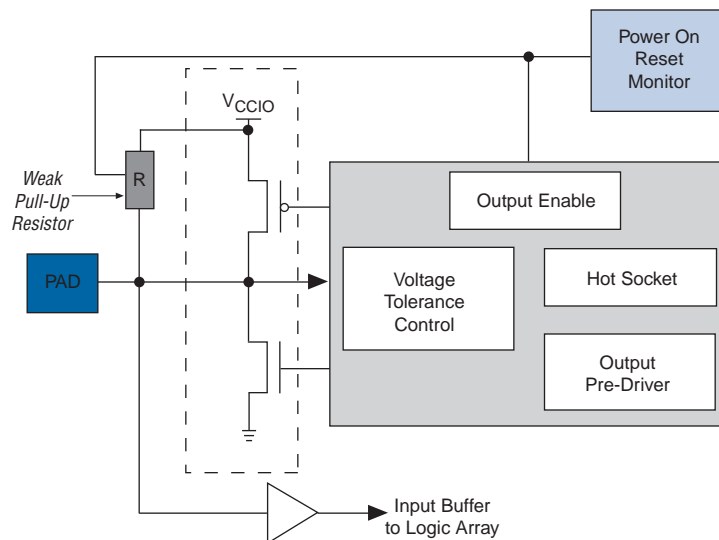 Power On
Reset
Monitor
V CCIO
R
Weak
Pull-Up
Resistor
Output Enable
PAD
Voltage
Tolerance
Control
Hot Socket
Output
Pre-Driver
Input Buffer
to Logic Array